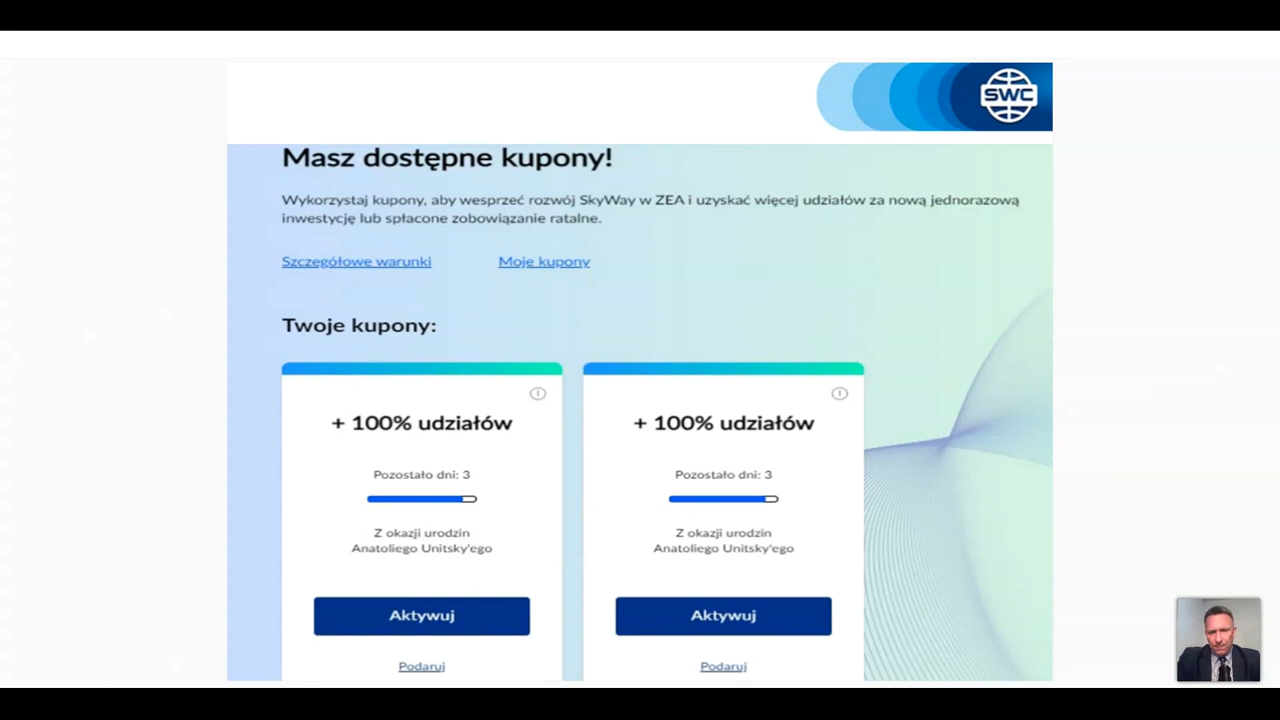 SWC
Masz dostępne kupony!
Wykorzystaj kupony, aby wesprzeć rozwój SkyWay w ZEA i uzyskać więcej udziałów za nową jednorazową
inwestycję lub spłacone zobowiązanie ratalne.
Szczegółowe warunki
Moje kupony
Twoje kupony:
+ 100% udziałów
Pozostało dni: 3
Z okazji urodzin
Anatoliego Unitsky'ego
Aktywuj
Podaruj
+ 100% udziałów
Pozostało dni: 3
Z okazji urodzin
Anatoliego Unitsky'ego
Aktywuj
Podaruj